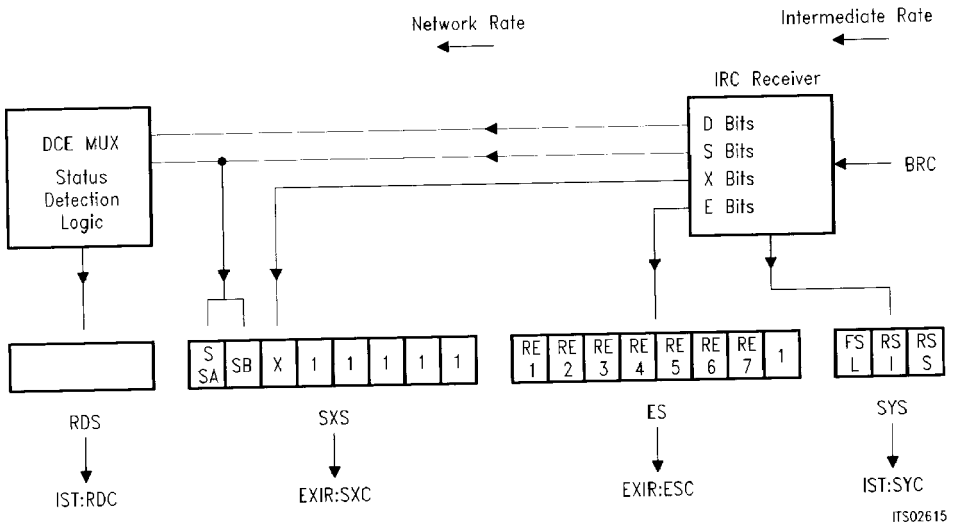 Network Rate
Intermediate Rate
IRC Receiver
DCE MUX
Status
Detection
Logic
D Bits
S Bits
X Bits
E Bits
BRC
S SA
SB
X
1
1
1
1
1
RE 1
RE 2
RE 3
RE 4
RE 5
RE 6
RE 7
1
FS L
RS I
RS S
RDS
SXS
ES
SYS
IST:RDC
EXIR:SXC
EXIR:ESC
IST:SYC
ITS02615